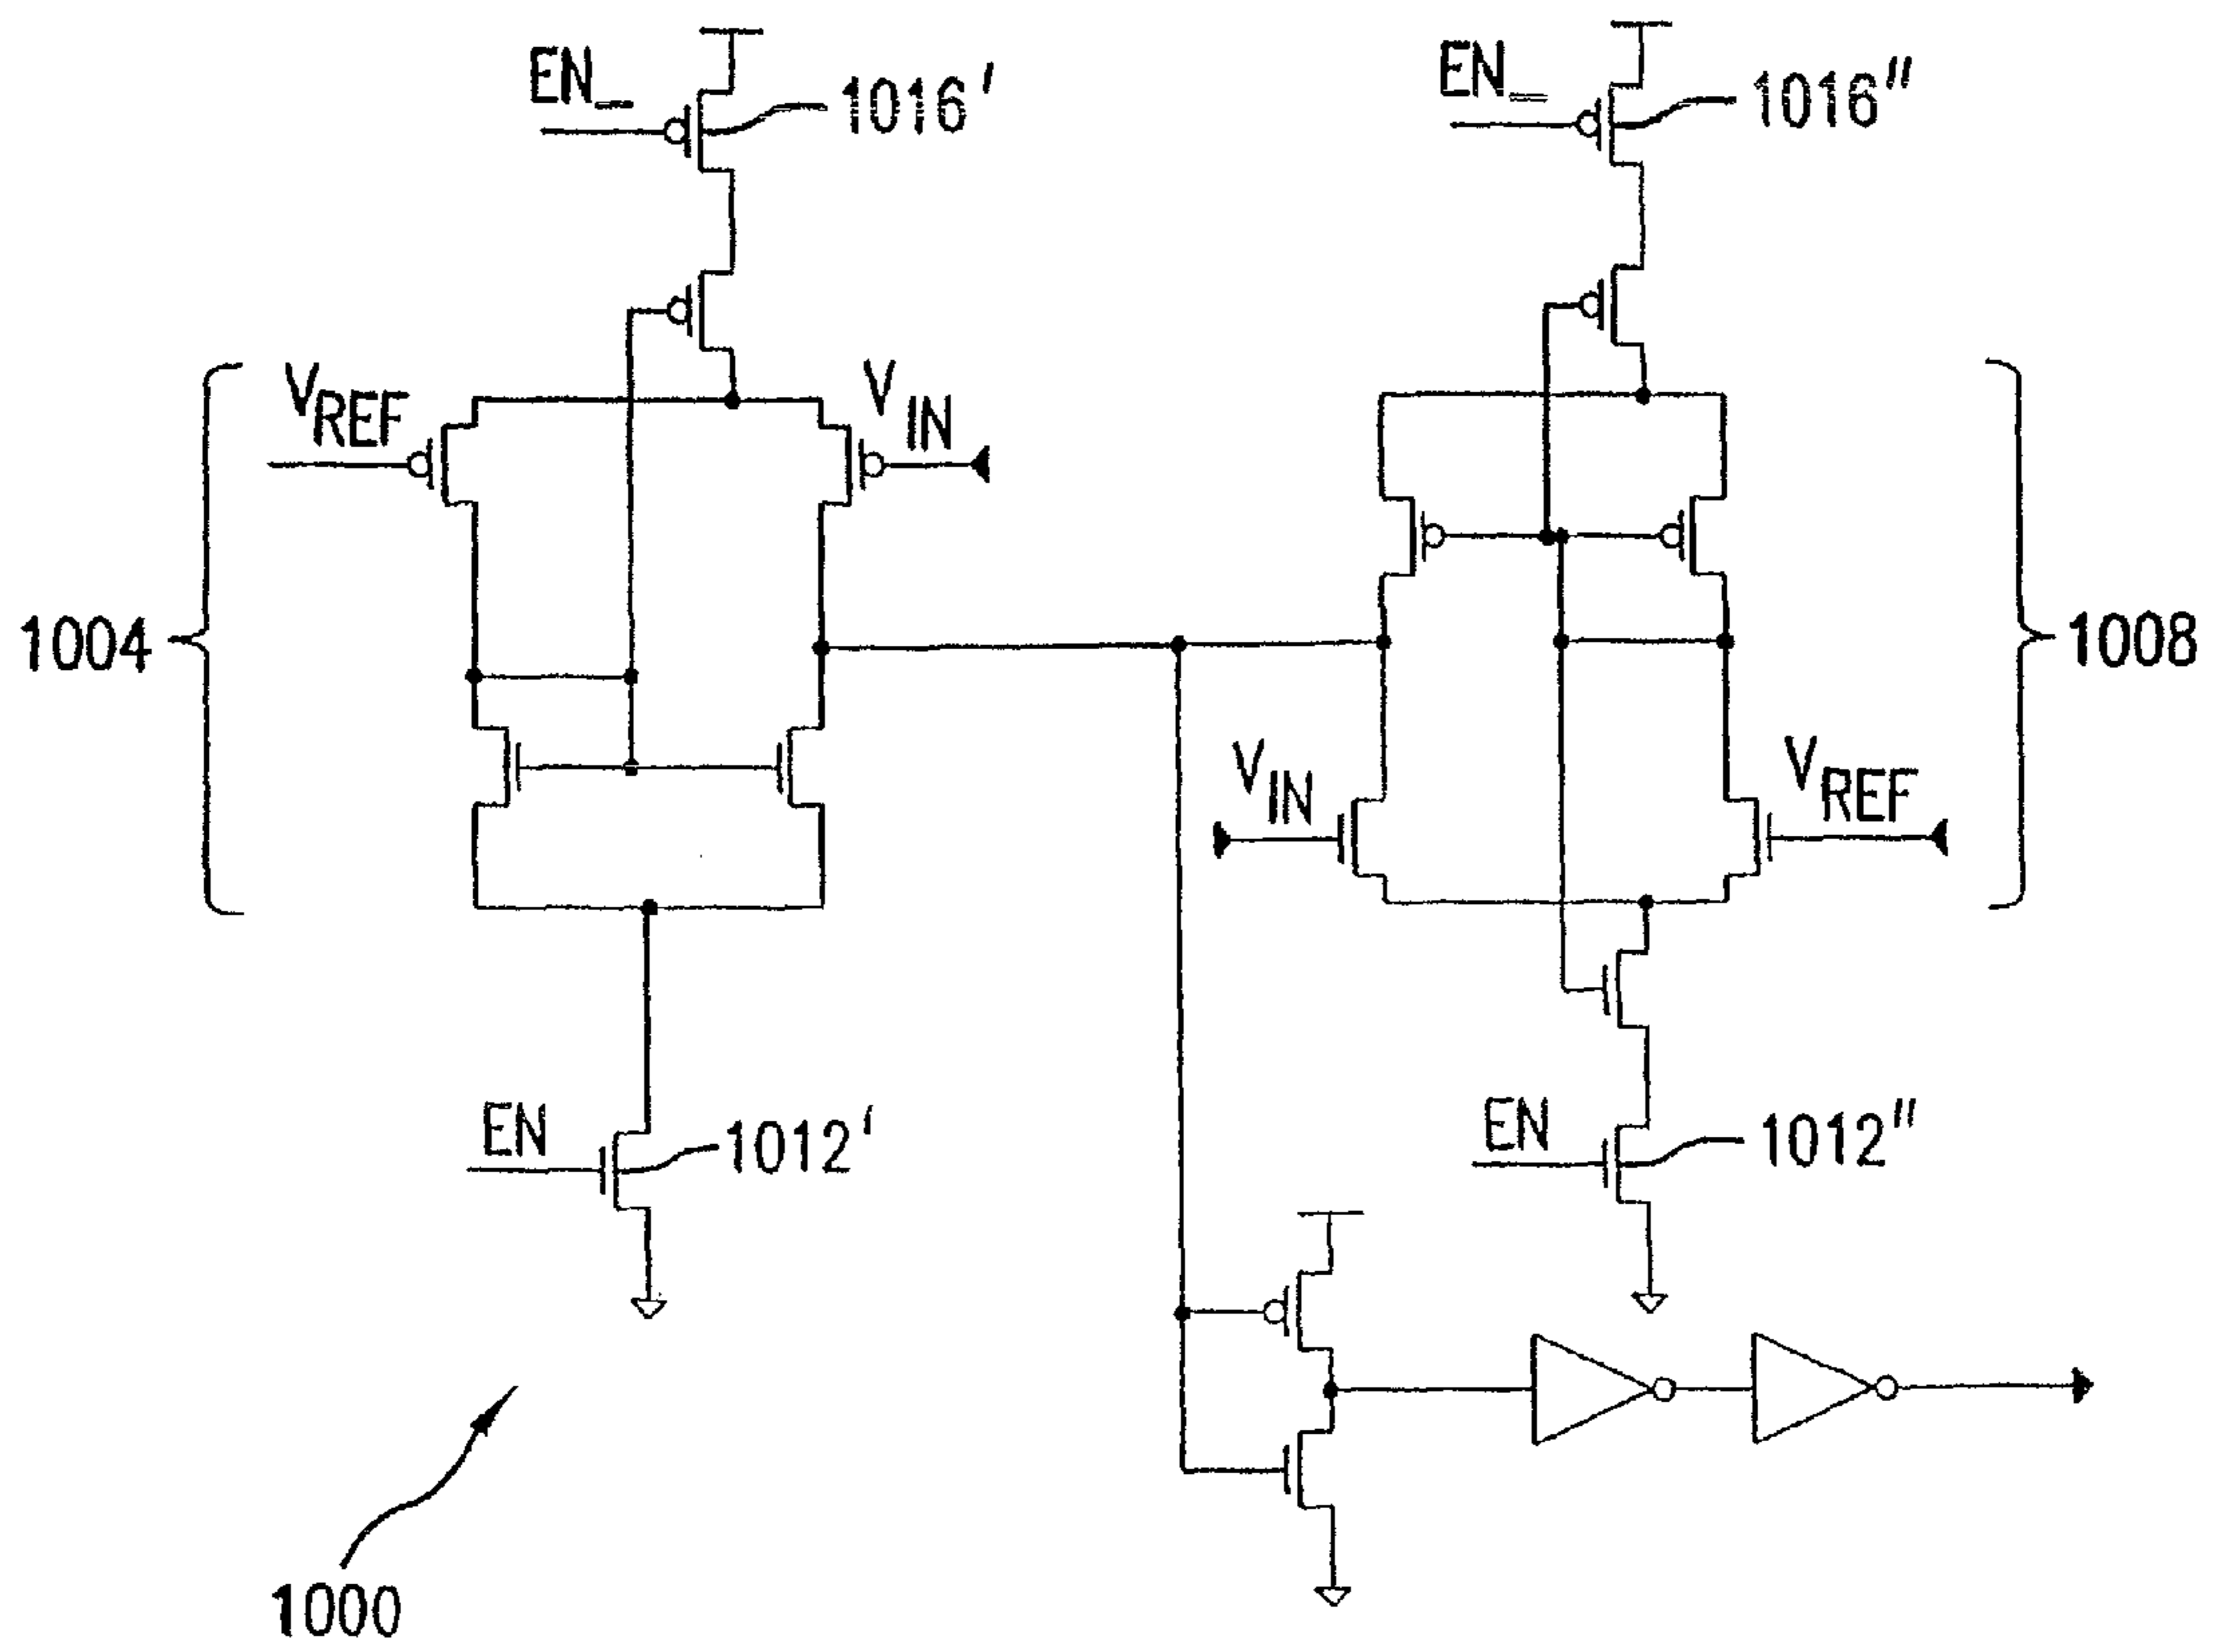 EN_ 1016'
EN_ 1016"
VREF VIN
1004
1008
VIN VREF
EN 1012'
EN 1012"
1000